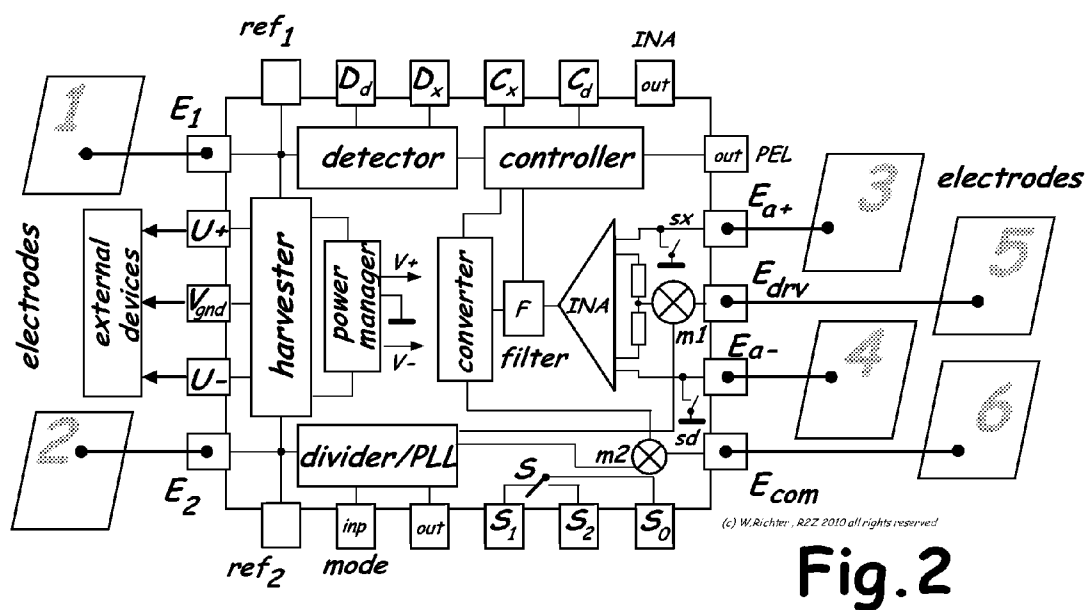 ref1
INA
Dd
Dx
Cx
Cd
out
1
E1
detector
controller
out
PEL
3
electrodes
Ea+
sx
5
electrodes
external
devices
U+
Vgnd
U-
harvester
power
manager
V+
V-
converter
F
filter
INA
m1
Edrv
Ea-
4
sd
6
2
E2
divider/PLL
m2
Ecom
S
inp
out
S1
S2
S0
ref2
mode
(c) W.Richter, R2Z 2010 all rights reserved
Fig.2